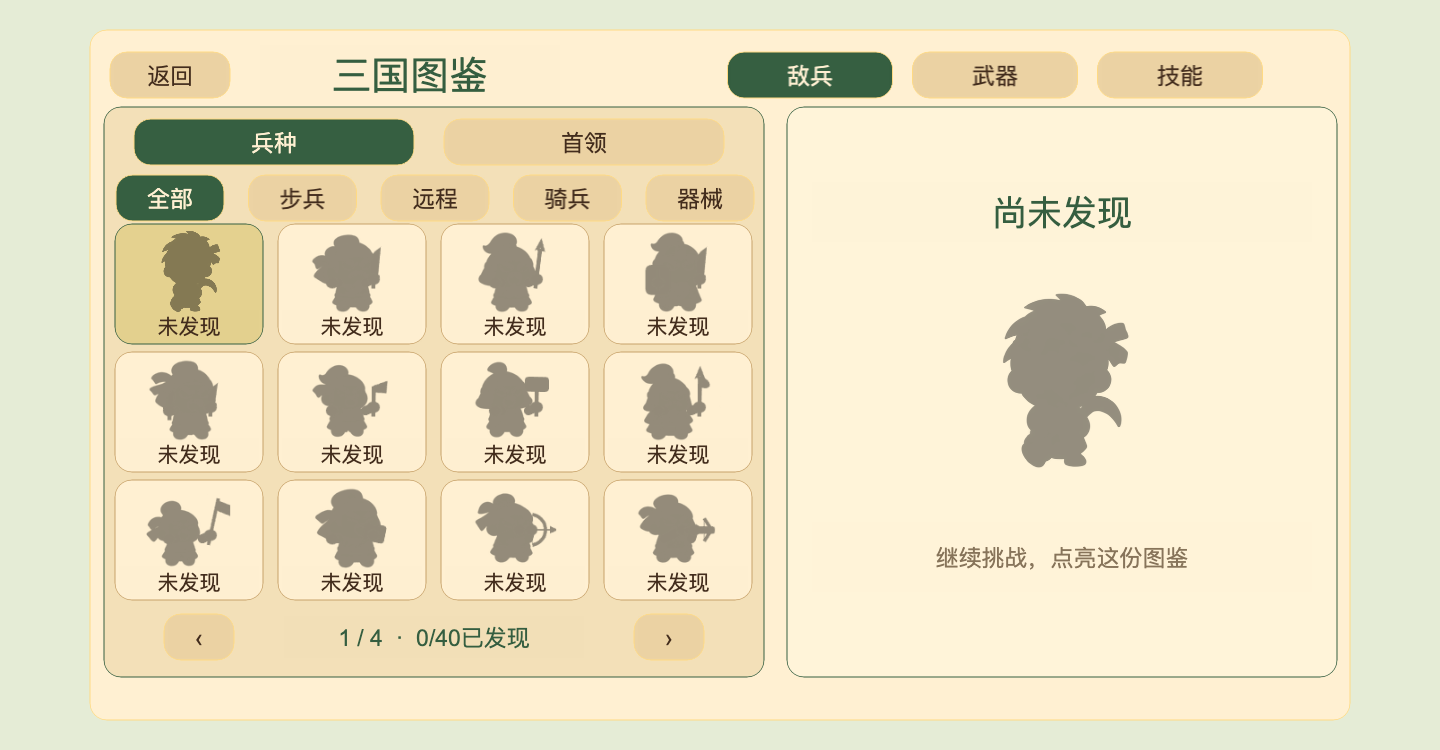 返回
三国图鉴
敌兵
武器
技能
兵种
首领
全部
步兵
远程
骑兵
器械
未发现
未发现
未发现
未发现
未发现
未发现
未发现
未发现
未发现
未发现
未发现
未发现
‹
1 / 4 · 0/40已发现
›
尚未发现
继续挑战，点亮这份图鉴